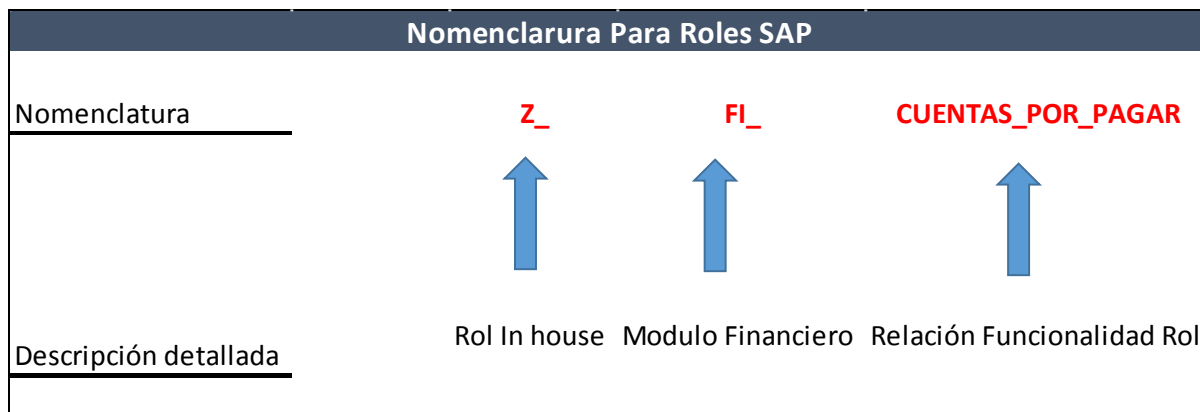 Nomenclarura Para Roles SAP
Nomenclatura Z_ FI_ CUENTAS_POR_PAGAR
Rol In house Modulo Financiero Relación Funcionalidad Rol
Descripción detallada